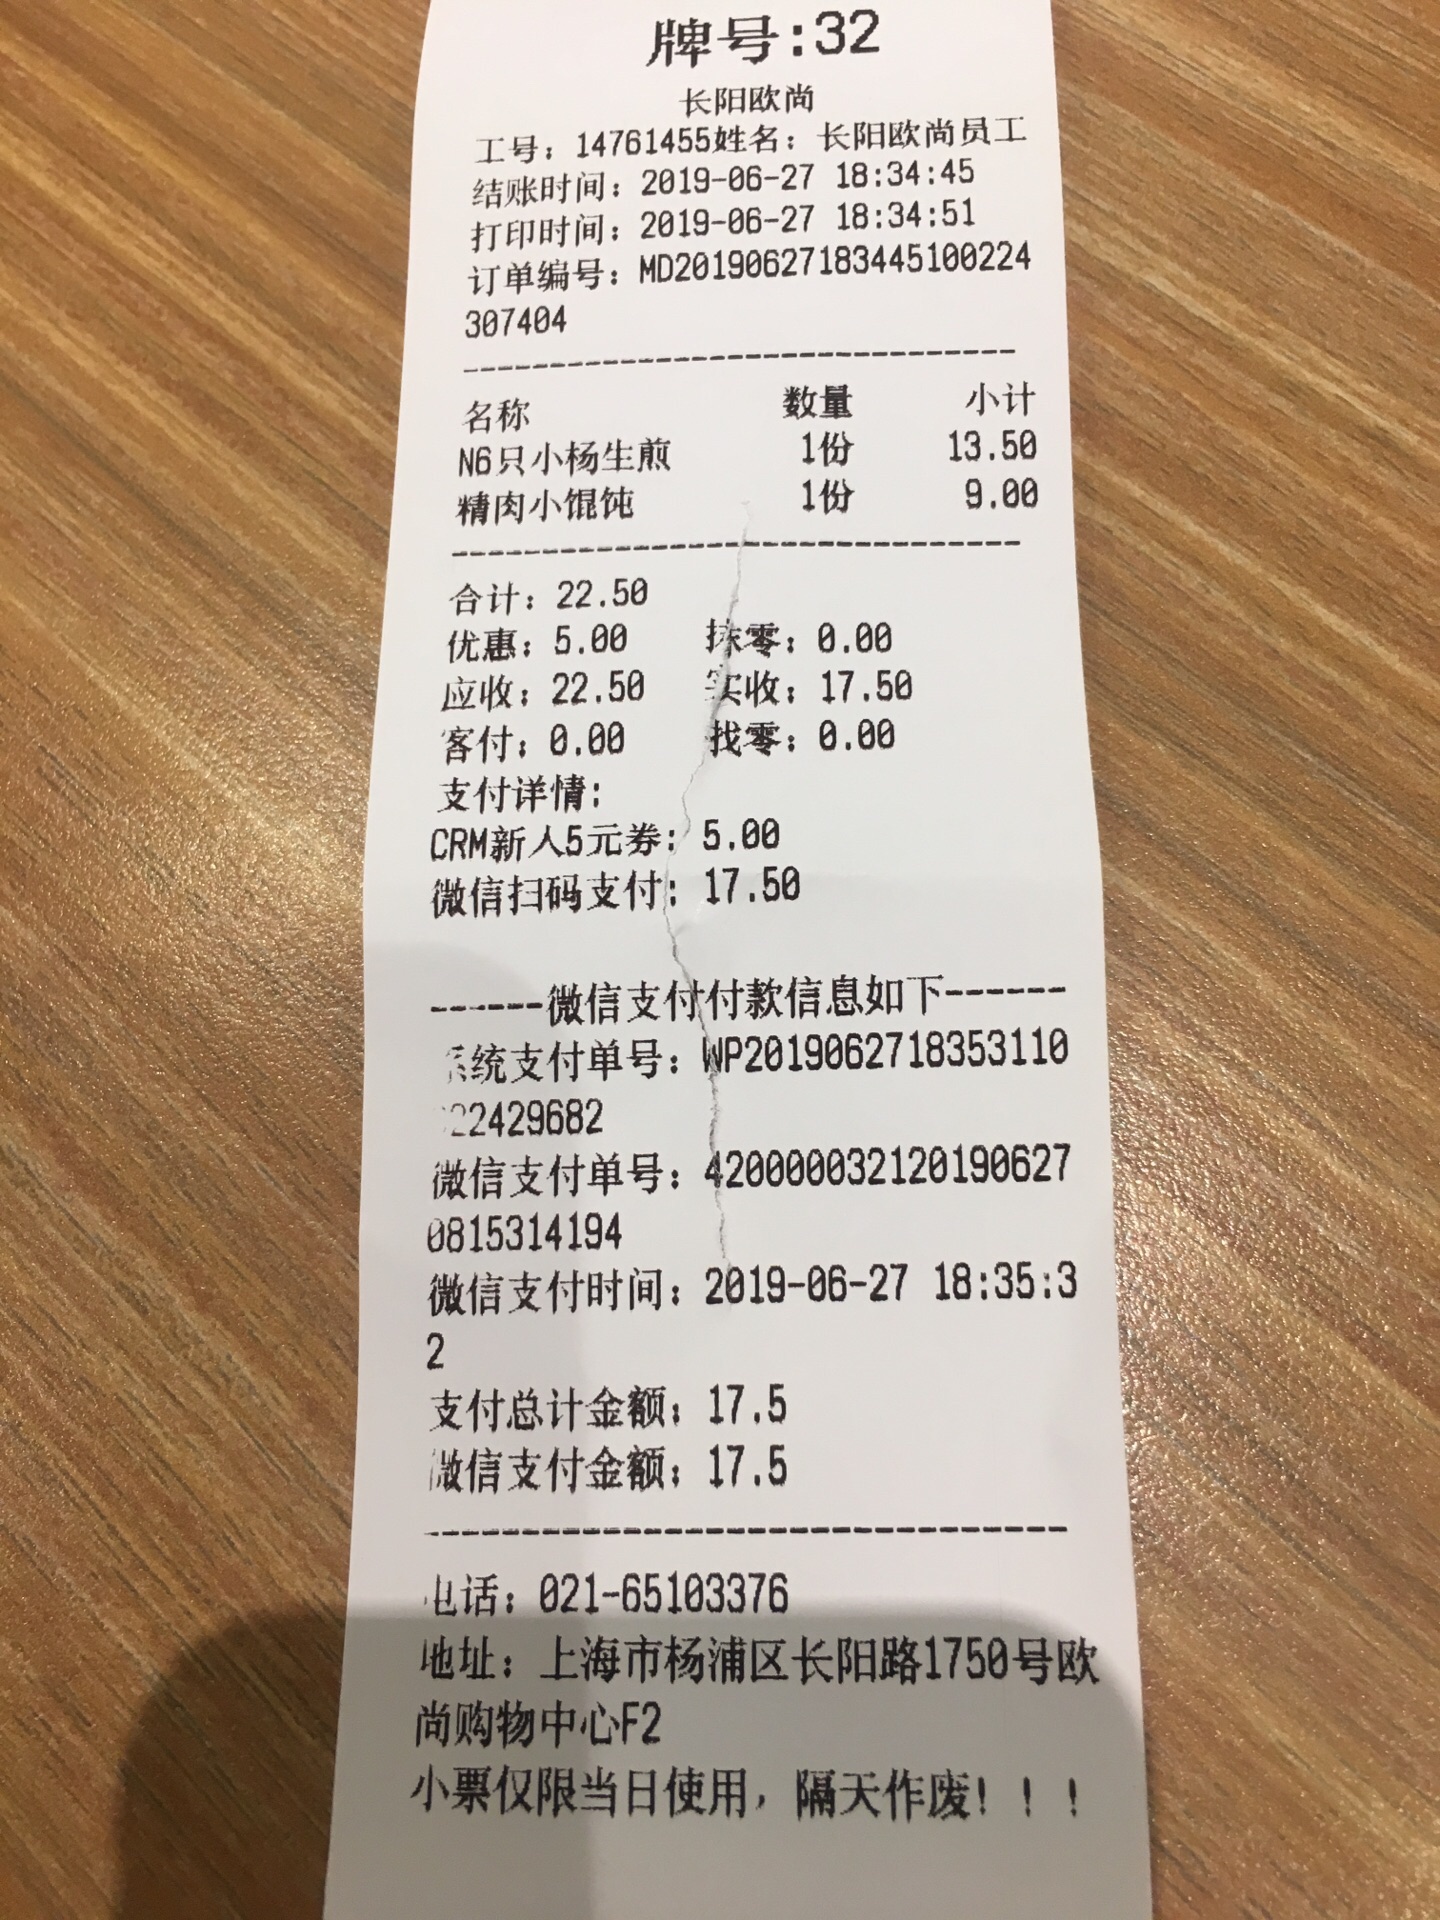 牌号:32
长阳欧尚
工号：14761455姓名：长阳欧尚员工
结账时间：2019-06-27 18:34:45
打印时间：2019-06-27 18:34:51
订单编号：MD20190627183445100224
307404
------------------------------
名称 数量 小计
N6只小杨生煎 1份 13.50
精肉小馄饨 1份 9.00
------------------------------
合计：22.50
优惠：5.00 抹零：0.00
应收：22.50 实收：17.50
客付：0.00 找零：0.00
支付详情:
CRM新人5元券：5.00
微信扫码支付：17.50
------微信支付付款信息如下------
系统支付单号：WP2019062718353110
22429682
微信支付单号：420000032120190627
0815314194
微信支付时间：2019-06-27 18:35:3
2
支付总计金额：17.5
微信支付金额：17.5
------------------------------
电话：021-65103376
地址：上海市杨浦区长阳路1750号欧
尚购物中心F2
小票仅限当日使用，隔天作废！！！